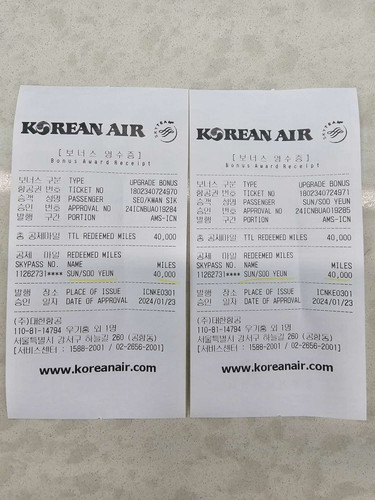 KOREAN AIR
SKYTEAM
[ 보너스 영수증 ]
Bonus Award Receipt
보너스 구분 TYPE UPGRADE BONUS
항공권 번호 TICKET NO 1802340724970
승객 성명 PASSENGER SEO/KWAN SIK
승인 번호 APPROVAL NO 24ICNBUA019284
발행 구간 PORTION AMS-ICN
총 공제마일 TTL REDEEMED MILES 40,000
공제 마일 REDEEMED MILES
SKYPASS NO. NAME MILES
11262731**** SUN/SOO YEUN 40,000
발행 장소 PLACE OF ISSUE ICNKE0301
승인 일자 DATE OF APPROVAL 2024/01/23
(주)대한항공
110-81-14794 우기홍 외 1명
서울특별시 강서구 하늘길 260 (공항동)
[서비스센터 : 1588-2001 / 02-2656-2001]
www.koreanair.com
KOREAN AIR
SKYTEAM
[ 보너스 영수증 ]
Bonus Award Receipt
보너스 구분 TYPE UPGRADE BONUS
항공권 번호 TICKET NO 1802340724971
승객 성명 PASSENGER SUN/SOO YEUN
승인 번호 APPROVAL NO 24ICNBUA019285
발행 구간 PORTION AMS-ICN
총 공제마일 TTL REDEEMED MILES 40,000
공제 마일 REDEEMED MILES
SKYPASS NO. NAME MILES
11262731**** SUN/SOO YEUN 40,000
발행 장소 PLACE OF ISSUE ICNKE0301
승인 일자 DATE OF APPROVAL 2024/01/23
(주)대한항공
110-81-14794 우기홍 외 1명
서울특별시 강서구 하늘길 260 (공항동)
[서비스센터 : 1588-2001 / 02-2656-2001]
www.koreanair.com